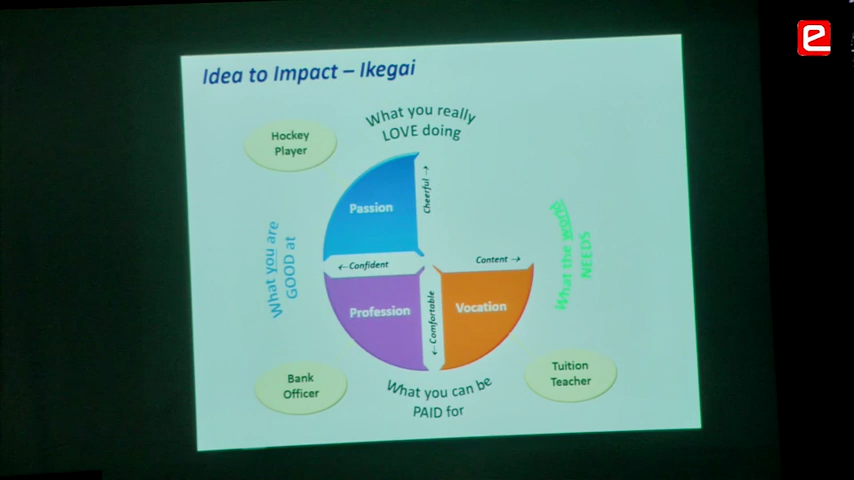 e
Idea to Impact – Ikegai
What you really
LOVE doing
Hockey
Player
Passion
Cheerful →
What you are
GOOD at
What the world
NEEDS
← Confident
Content →
Profession
← Comfortable
Vocation
Bank
Officer
What you can be
PAID for
Tuition
Teacher